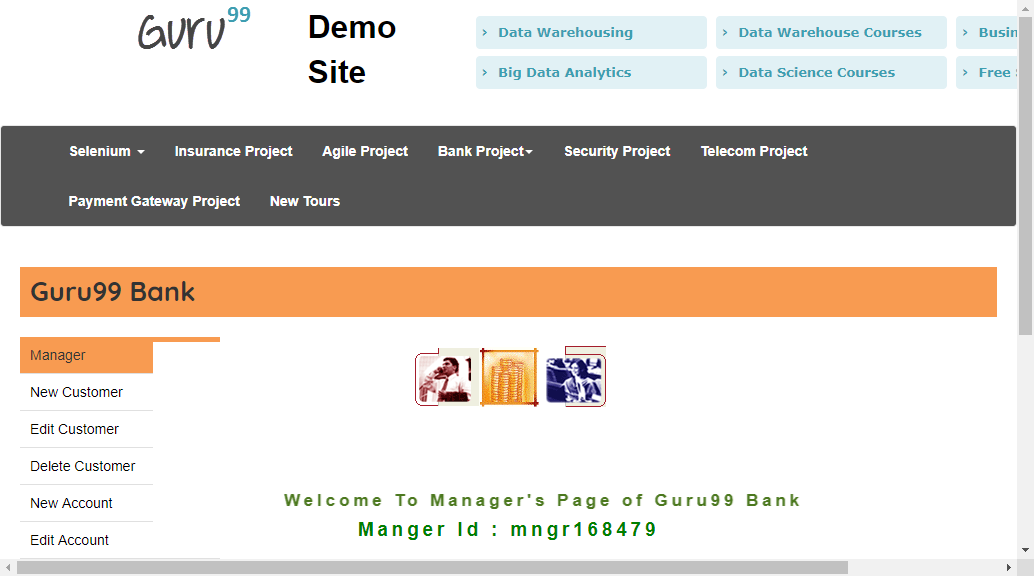 Guru99
Demo
Site
Data Warehousing
Data Warehouse Courses
Busin
Big Data Analytics
Data Science Courses
Free
Selenium
Insurance Project
Agile Project
Bank Project
Security Project
Telecom Project
Payment Gateway Project
New Tours
Guru99 Bank
Manager
New Customer
Edit Customer
Delete Customer
New Account
Edit Account
Welcome To Manager's Page of Guru99 Bank
Manger Id : mngr168479